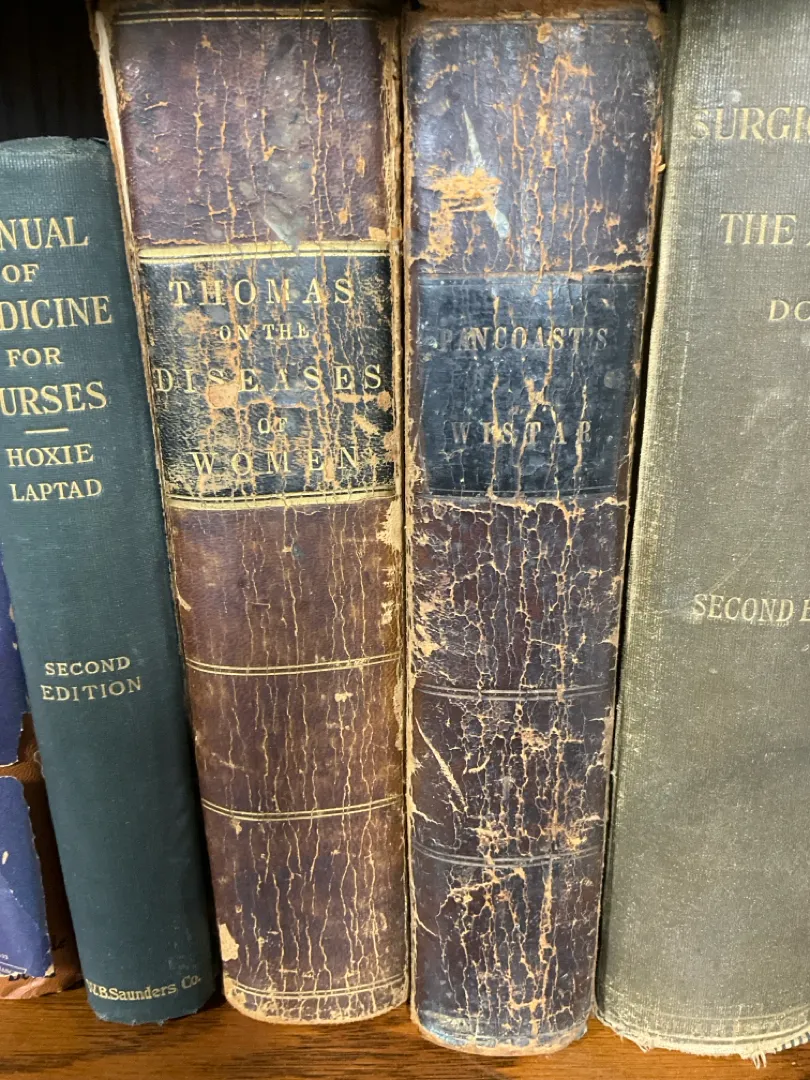 NUAL
OF
DICINE
FOR
URSES
HOXIE
LAPTAD
SECOND
EDITION
W.B.Saunders Co.
THOMAS
ON THE
DISEASES
OF
WOMEN
PANCOAST'S
WISTAR
SURG
THE
DO
SECOND E